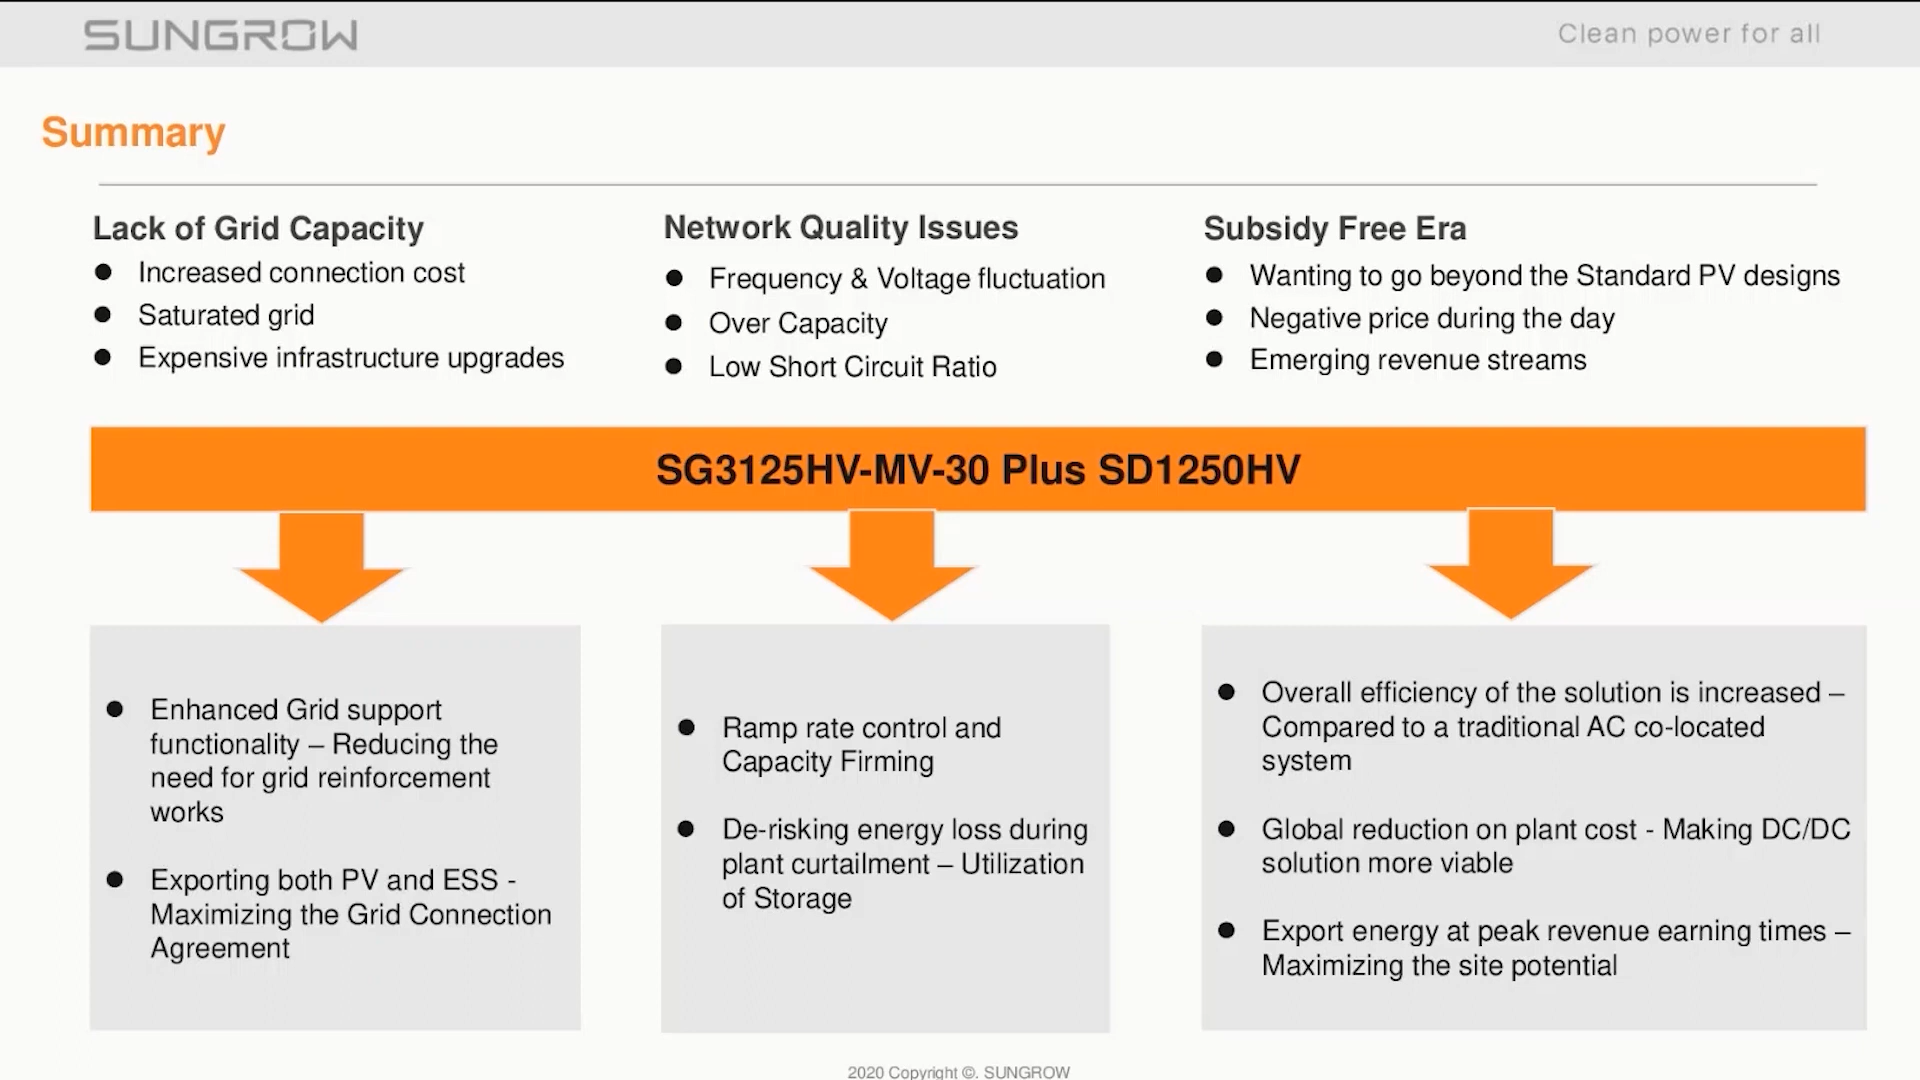 SUNGROW
Clean power for all
Summary
Lack of Grid Capacity
● Increased connection cost
● Saturated grid
● Expensive infrastructure upgrades
Network Quality Issues
● Frequency & Voltage fluctuation
● Over Capacity
● Low Short Circuit Ratio
Subsidy Free Era
● Wanting to go beyond the Standard PV designs
● Negative price during the day
● Emerging revenue streams
SG3125HV-MV-30 Plus SD1250HV
● Enhanced Grid support
functionality – Reducing the
need for grid reinforcement
works
● Exporting both PV and ESS -
Maximizing the Grid Connection
Agreement
● Ramp rate control and
Capacity Firming
● De-risking energy loss during
plant curtailment – Utilization
of Storage
● Overall efficiency of the solution is increased –
Compared to a traditional AC co-located
system
● Global reduction on plant cost - Making DC/DC
solution more viable
● Export energy at peak revenue earning times –
Maximizing the site potential
2020 Copyright ©. SUNGROW